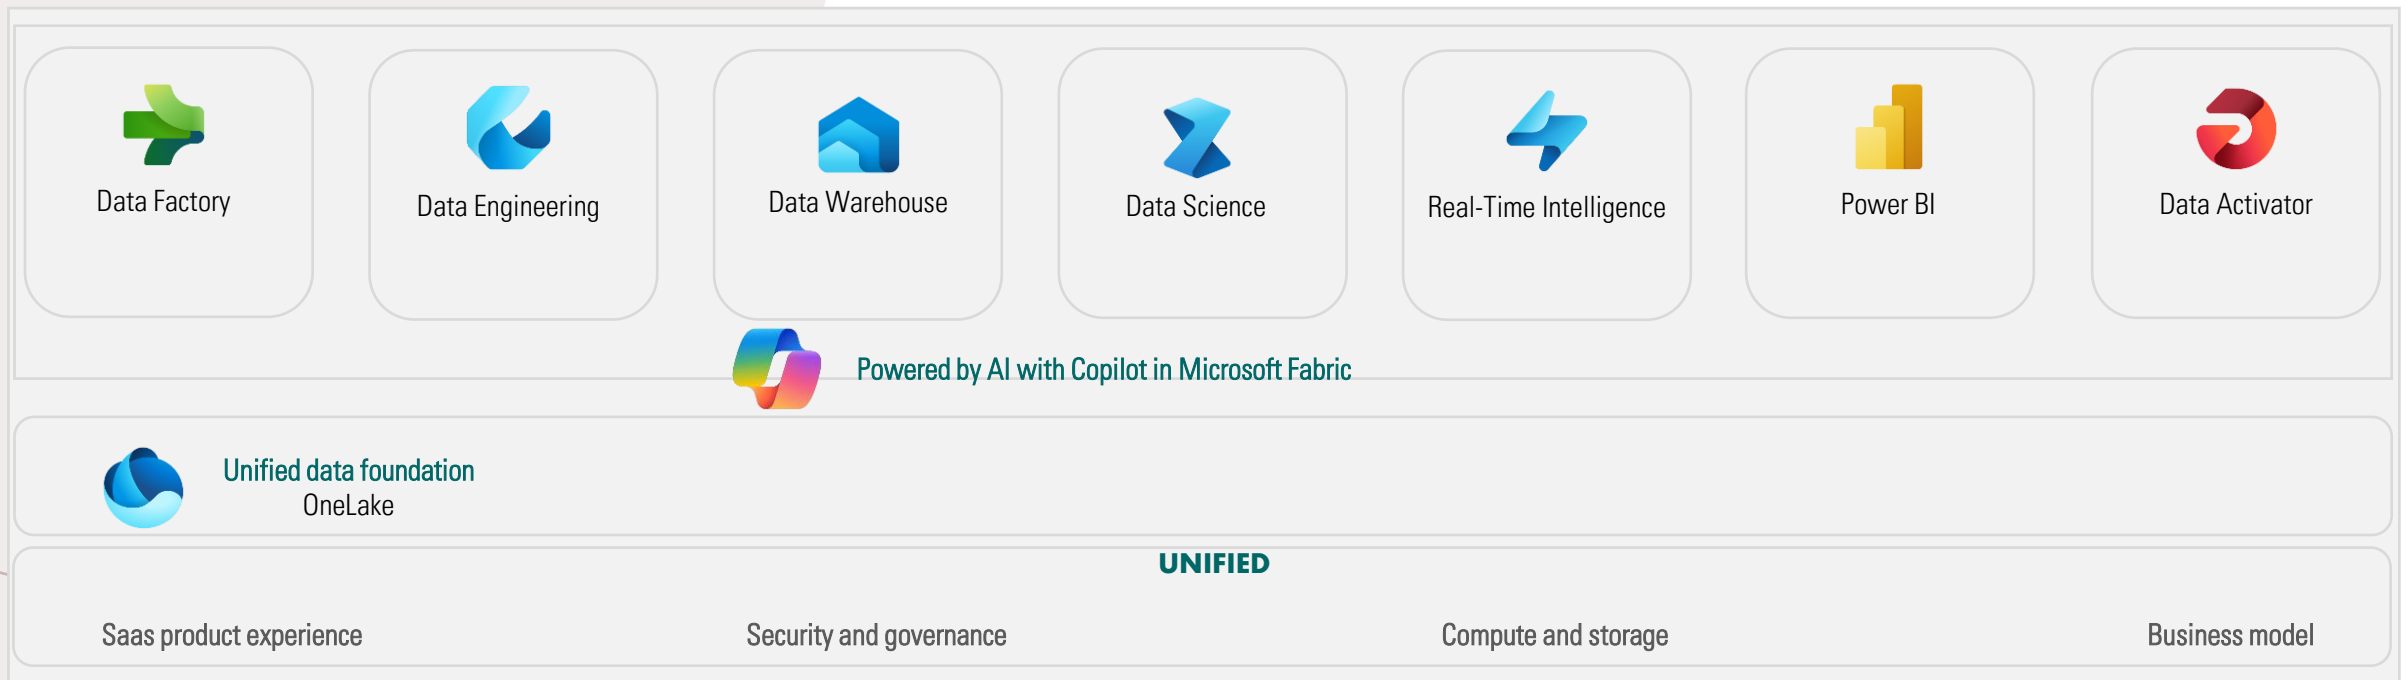 Data Factory
Data Engineering
Data Warehouse
Data Science
Real-Time Intelligence
Power BI
Data Activator
Powered by AI with Copilot in Microsoft Fabric
Unified data foundation
OneLake
UNIFIED
Saas product experience
Security and governance
Compute and storage
Business model